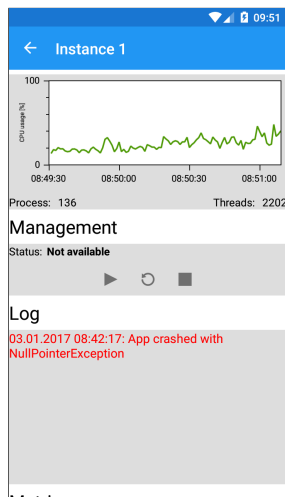 09:51
Instance 1
100
CPU usage [%]
0
08:49:30 08:50:00 08:50:30 08:51:00
Process: 136 Threads: 2202
Management
Status: Not available
Log
03.01.2017 08:42:17: App crashed with
NullPointerException